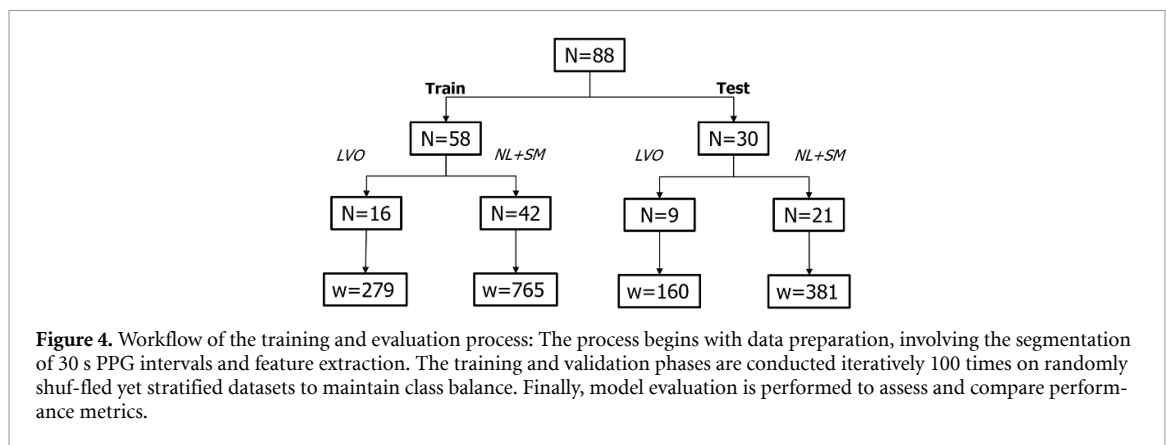 N=88
Train Test
N=58 N=30
LVO NL+SM LVO NL+SM
N=16 N=42 N=9 N=21
w=279 w=765 w=160 w=381
Figure 4. Workflow of the training and evaluation process: The process begins with data preparation, involving the segmentation
of 30 s PPG intervals and feature extraction. The training and validation phases are conducted iteratively 100 times on randomly
shuf-fled yet stratified datasets to maintain class balance. Finally, model evaluation is performed to assess and compare perform-
ance metrics.